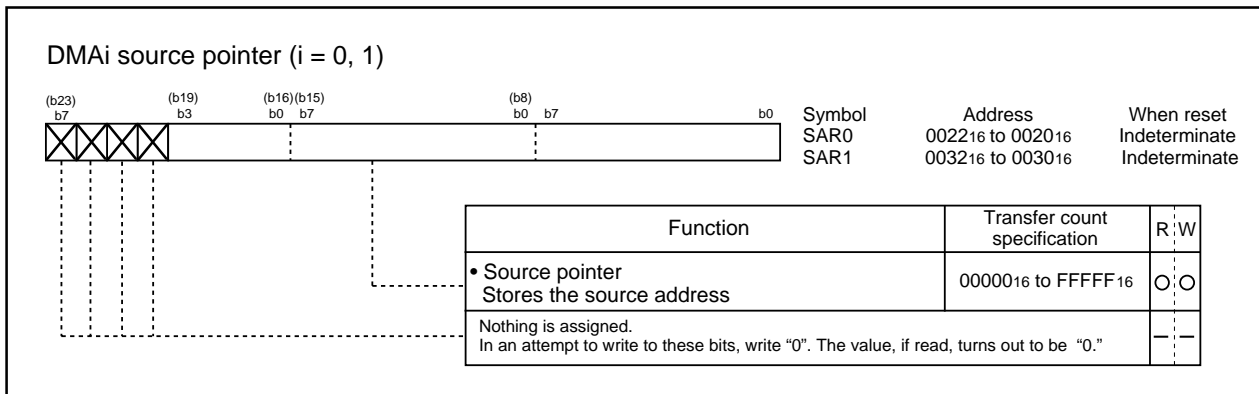 DMAi source pointer (i = 0, 1)
(b23) (b19) (b16)(b15) (b8)
b7 b3 b0 b7 b0 b7 b0
Symbol Address When reset
SAR0 002216 to 002016 Indeterminate
SAR1 003216 to 003016 Indeterminate
Function Transfer count specification R W
• Source pointer
Stores the source address
0000016 to FFFFF16
Nothing is assigned.
In an attempt to write to these bits, write “0”. The value, if read, turns out to be “0.”